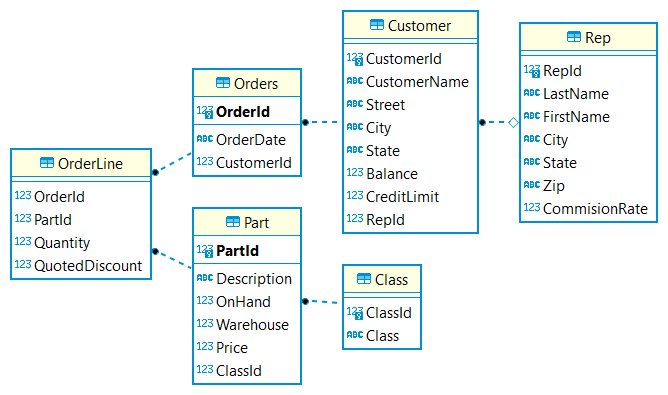 OrderLine
123 OrderId
123 PartId
123 Quantity
123 QuotedDiscount
Orders
123 OrderId
ABC OrderDate
123 CustomerId
Part
123 PartId
ABC Description
123 OnHand
123 Warehouse
123 Price
123 ClassId
Customer
123 CustomerId
ABC CustomerName
ABC Street
ABC City
ABC State
123 Balance
123 CreditLimit
123 RepId
Class
123 ClassId
ABC Class
Rep
123 RepId
ABC LastName
ABC FirstName
ABC City
ABC State
ABC Zip
123 CommisionRate